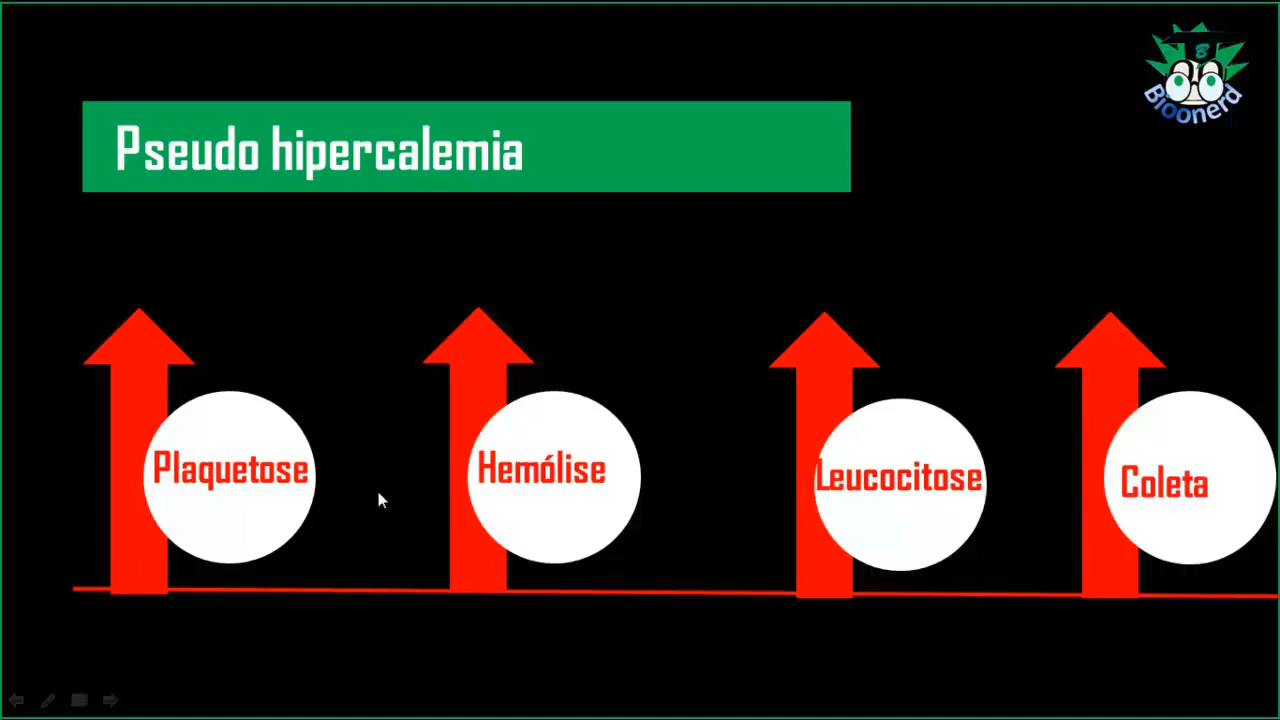 B
Bioonerd
Pseudo hipercalemia
Plaquetose
Hemólise
Leucocitose
Coleta